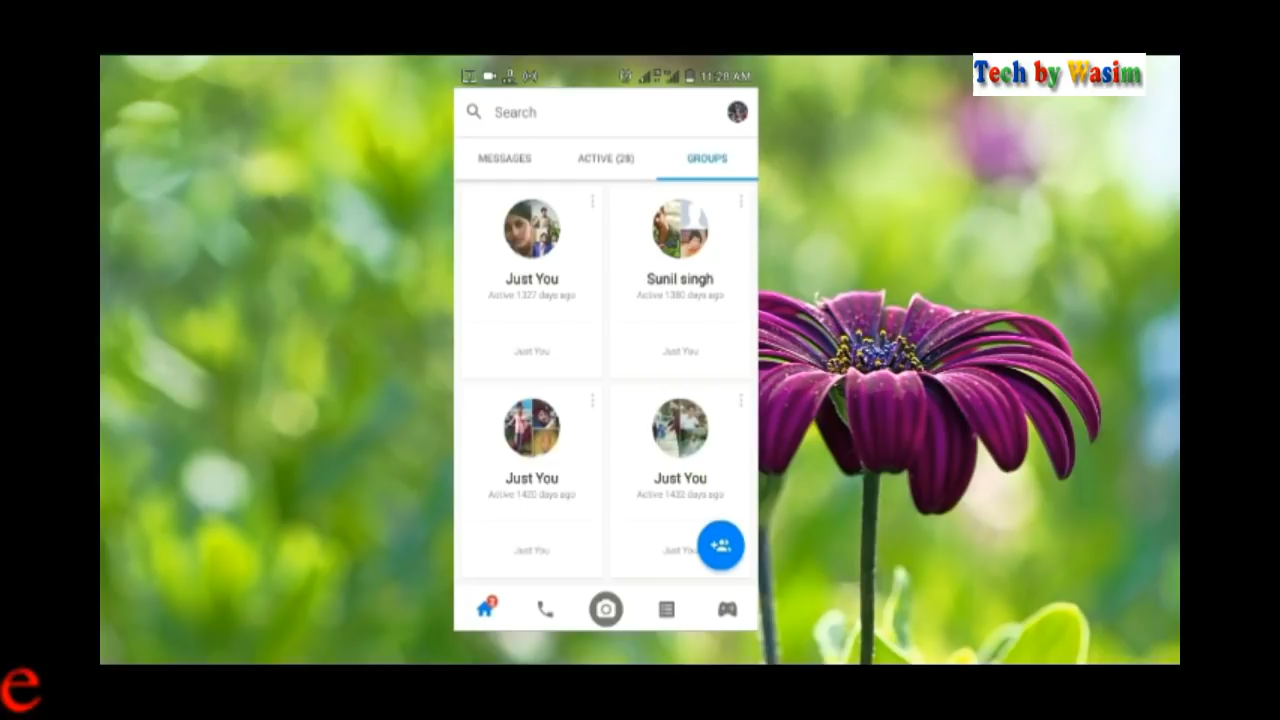 Tech by Wasim
11:28 AM
Search
MESSAGES ACTIVE (28) GROUPS
Just You Sunil singh
Active 1327 days ago Active 1380 days ago
Just You Just You
Just You Just You
Active 1420 days ago Active 1432 days ago
Just You Just You
e